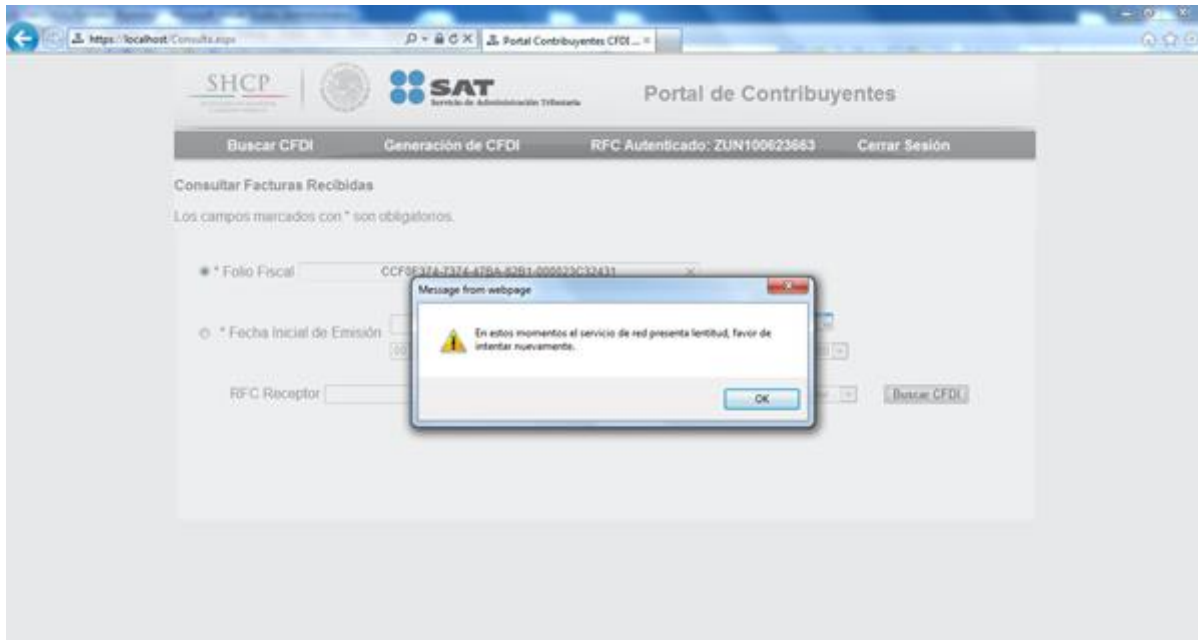 https://localhost/Consulta.aspx
Portal Contribuyentes CFDI ...
SHCP
SAT
Servicio de Administración Tributaria
Portal de Contribuyentes
Buscar CFDI
Generación de CFDI
RFC Autenticado: ZUN100623663
Cerrar Sesión
Consultar Facturas Recibidas
Los campos marcados con * son obligatorios.
* Folio Fiscal
* Fecha Inicial de Emisión
Message from webpage
En estos momentos el servicio de red presenta lentitud, favor de
intentar nuevamente.
OK
RFC Receptor
Buscar CFDI